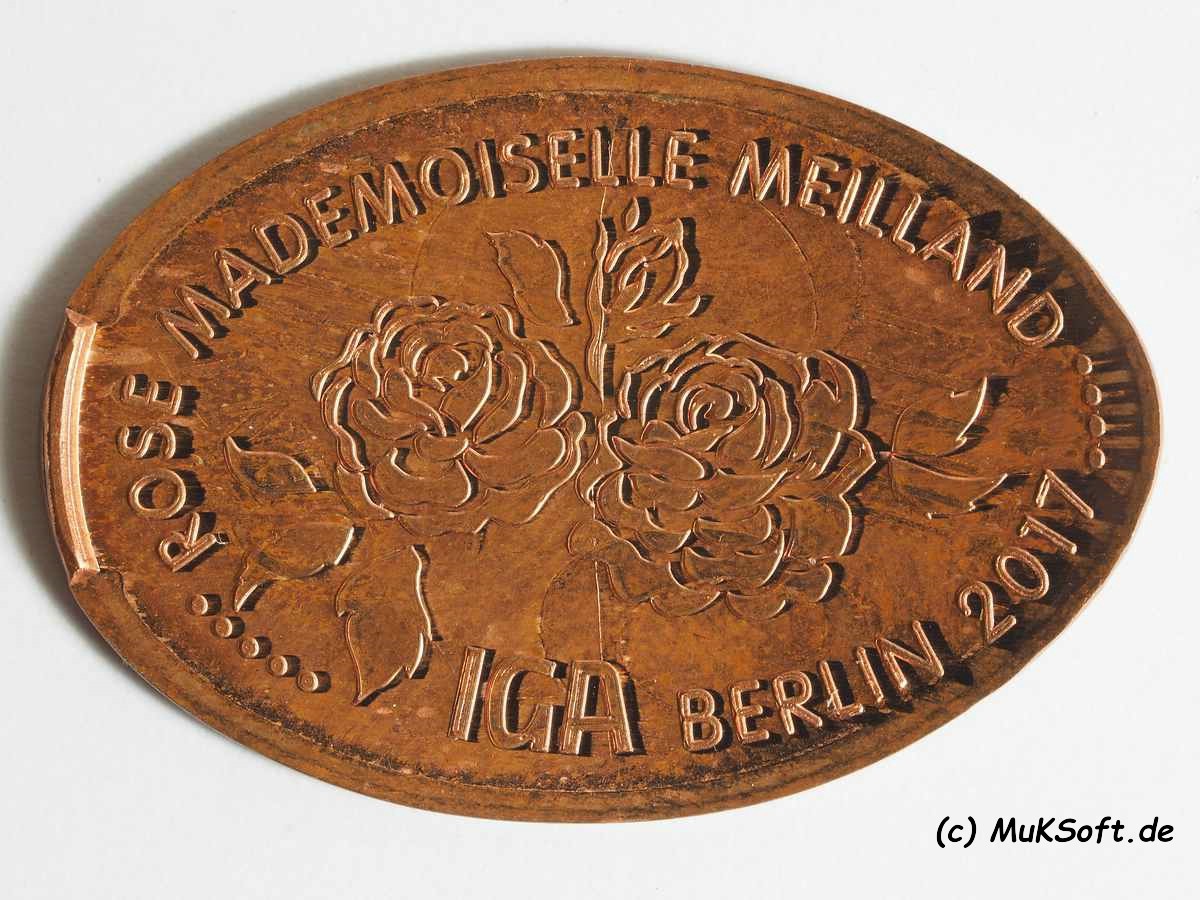 ROSE MADEMOISELLE MEILLAND
IGA BERLIN 2017
(c) MuKSoft.de